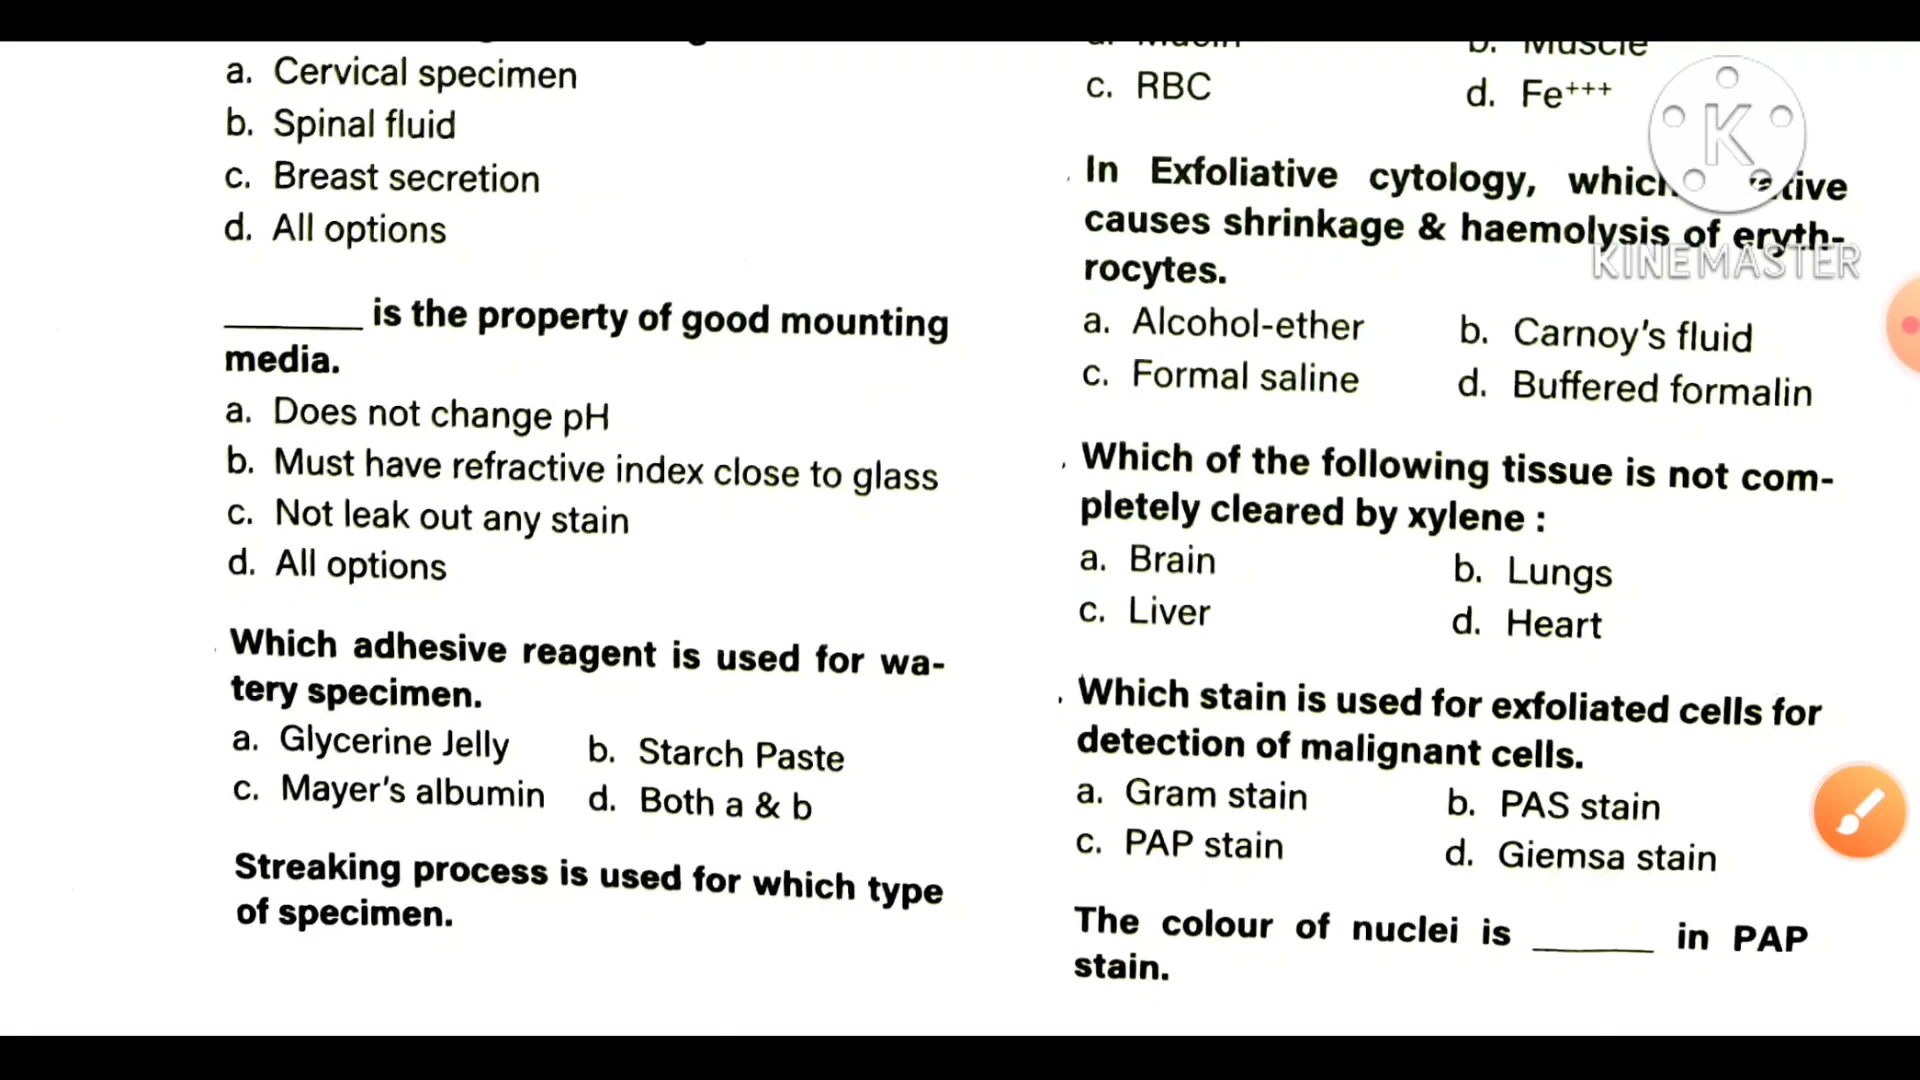 a. Cervical specimen
b. Spinal fluid
c. Breast secretion
d. All options
_______ is the property of good mounting
media.
a. Does not change pH
b. Must have refractive index close to glass
c. Not leak out any stain
d. All options
Which adhesive reagent is used for wa-
tery specimen.
a. Glycerine Jelly b. Starch Paste
c. Mayer's albumin d. Both a & b
Streaking process is used for which type
of specimen.
b. Muscle
c. RBC d. Fe+++
In Exfoliative cytology, which
causes shrinkage & haemolysis of eryth-
rocytes.
a. Alcohol-ether b. Carnoy's fluid
c. Formal saline d. Buffered formalin
Which of the following tissue is not com-
pletely cleared by xylene :
a. Brain b. Lungs
c. Liver d. Heart
Which stain is used for exfoliated cells for
detection of malignant cells.
a. Gram stain b. PAS stain
c. PAP stain d. Giemsa stain
The colour of nuclei is ______ in PAP
stain.
K
KINEMASTER